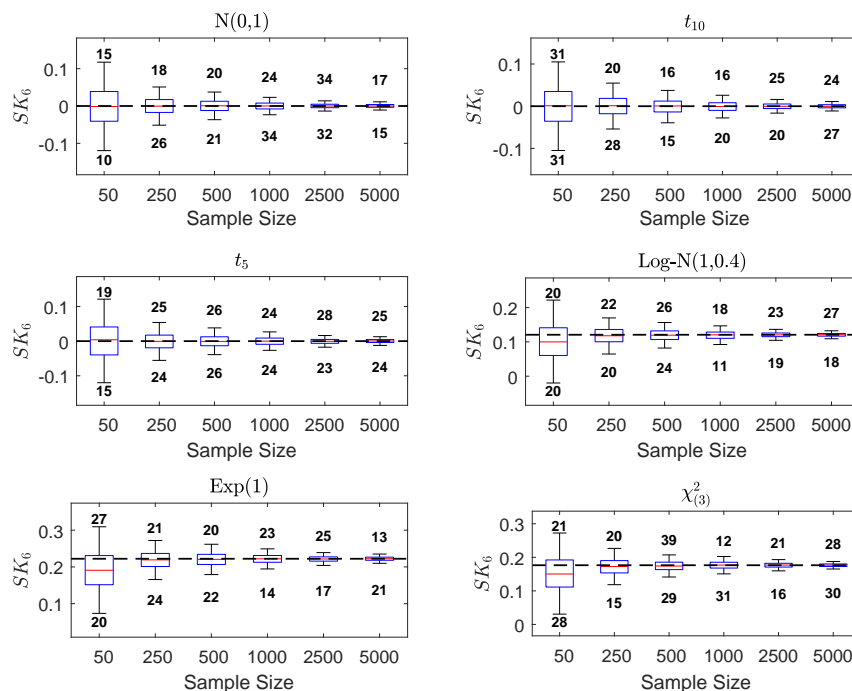 N(0,1)
15 18 20 24 34 17
0.1
0
-0.1
SK₆
10 26 21 34 32 15
50 250 500 1000 2500 5000
Sample Size
t₁₀
31 20 16 16 25 24
0.1
0
-0.1
SK₆
31 28 15 20 20 27
50 250 500 1000 2500 5000
Sample Size
t₅
19 25 26 24 28 25
0.1
0
-0.1
SK₆
15 24 26 24 23 24
50 250 500 1000 2500 5000
Sample Size
Log-N(1,0.4)
20 22 26 18 23 27
0.2
0.1
0
SK₆
20 20 24 11 19 18
50 250 500 1000 2500 5000
Sample Size
Exp(1)
27 21 20 23 25 13
0.3
0.2
0.1
SK₆
20 24 22 14 17 21
50 250 500 1000 2500 5000
Sample Size
χ²₍₃₎
21 20 39 12 21 28
0.3
0.2
0.1
0
SK₆
28 15 29 31 16 30
50 250 500 1000 2500 5000
Sample Size